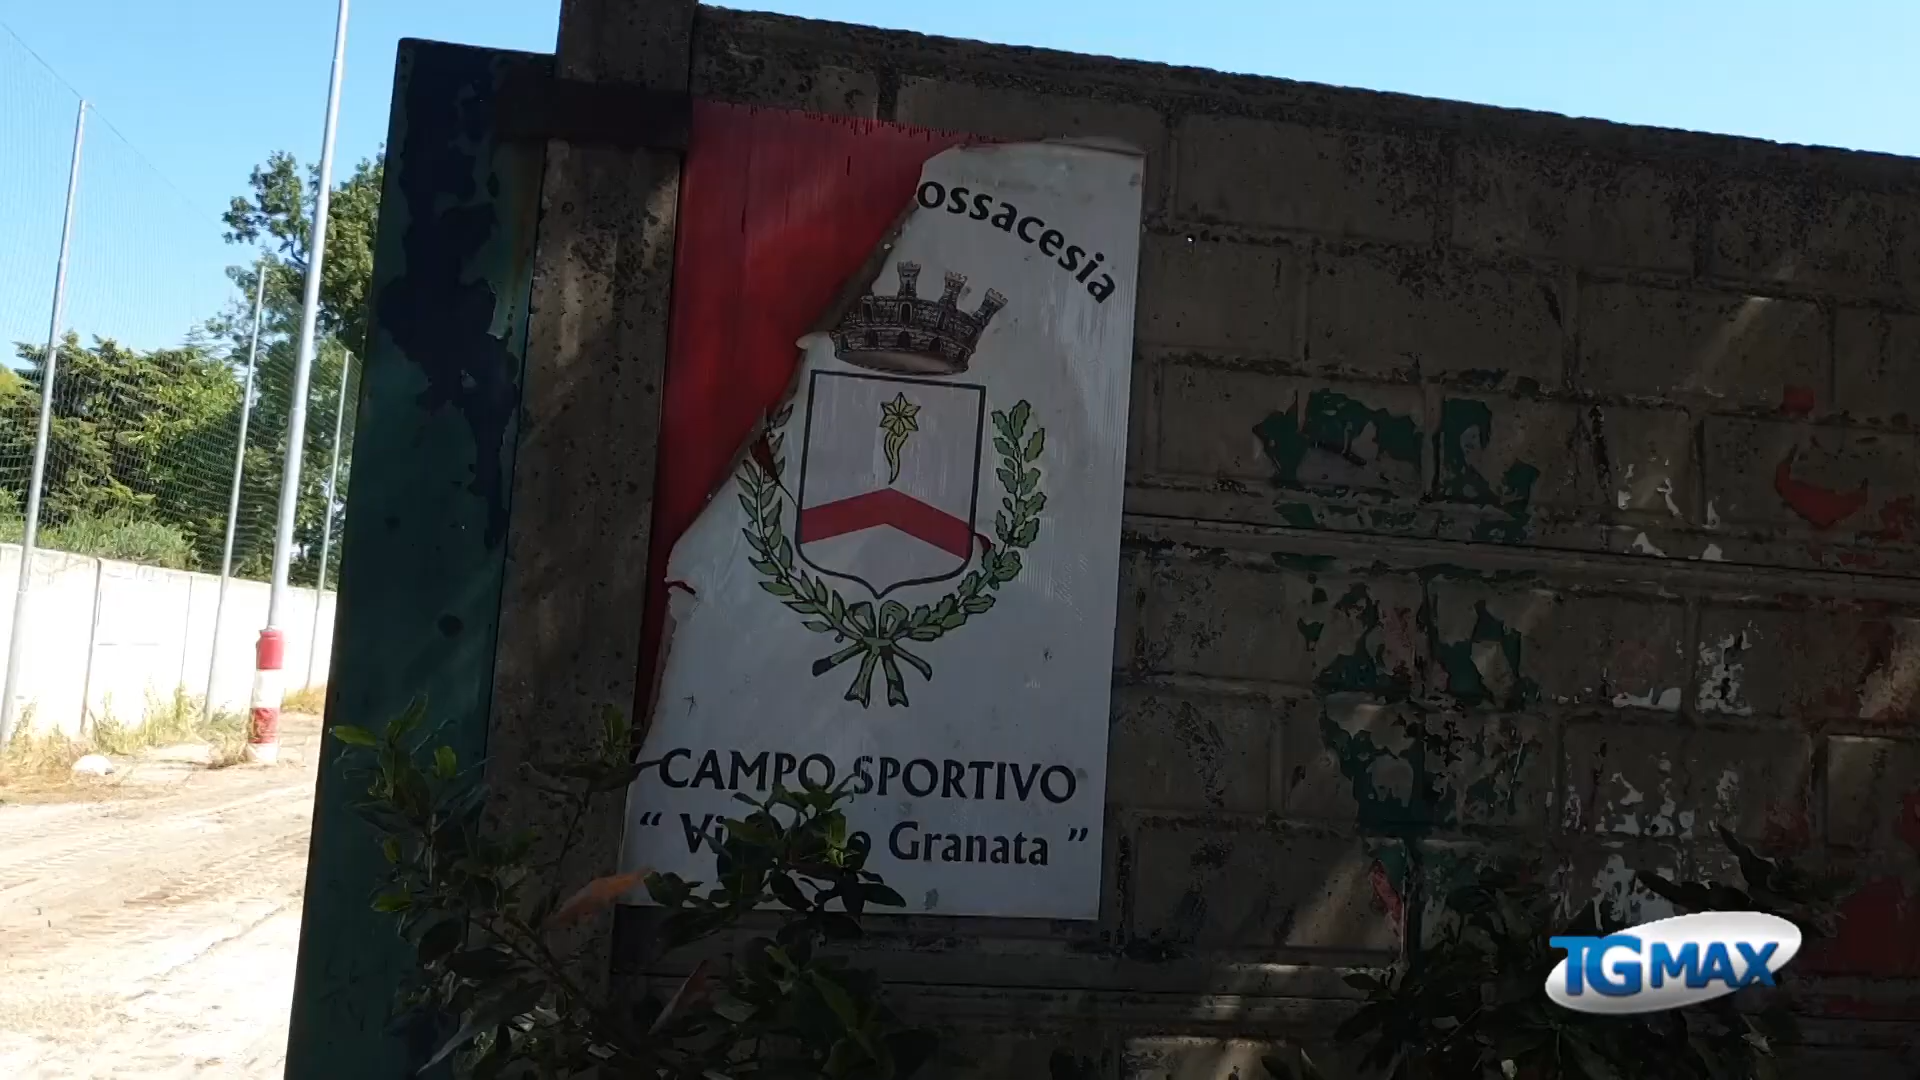 ossacesia
CAMPO SPORTIVO
" Granata "
TGMAX